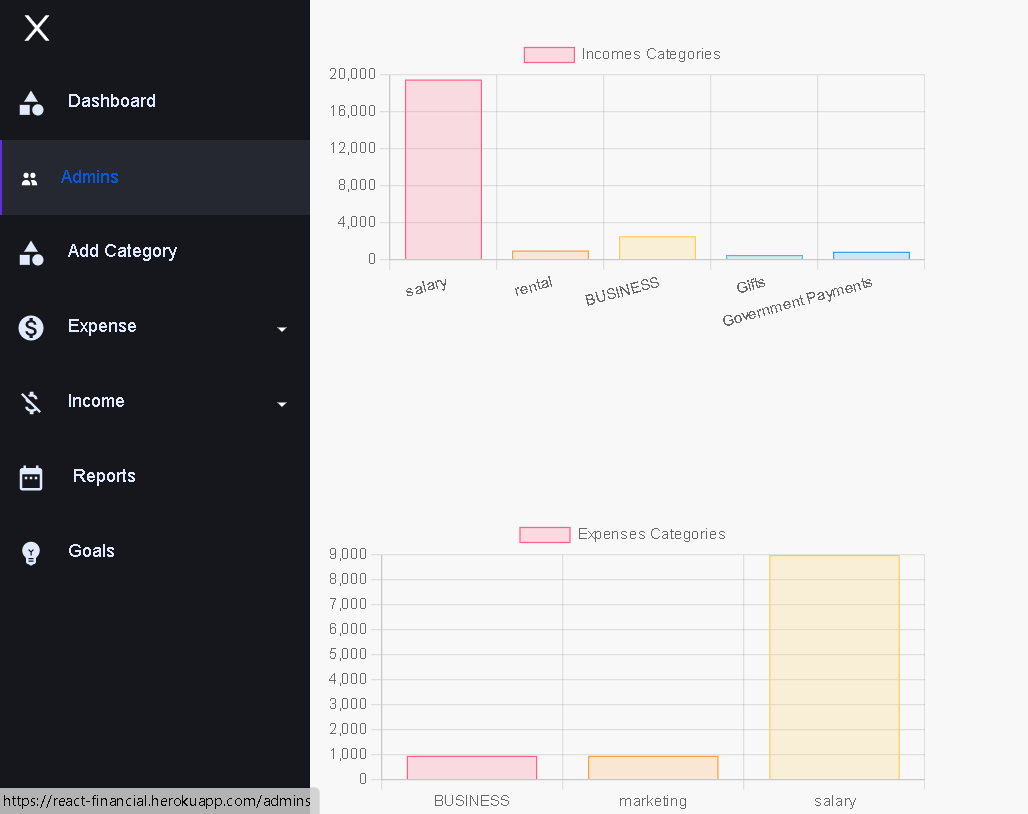 X
Dashboard
Admins
Add Category
Expense
Income
Reports
Goals
https://react-financial.herokuapp.com/admins
Incomes Categories
20,000
16,000
12,000
8,000
4,000
0
salary
rental
BUSINESS
Gifts
Government Payments
Expenses Categories
9,000
8,000
7,000
6,000
5,000
4,000
3,000
2,000
1,000
0
BUSINESS
marketing
salary